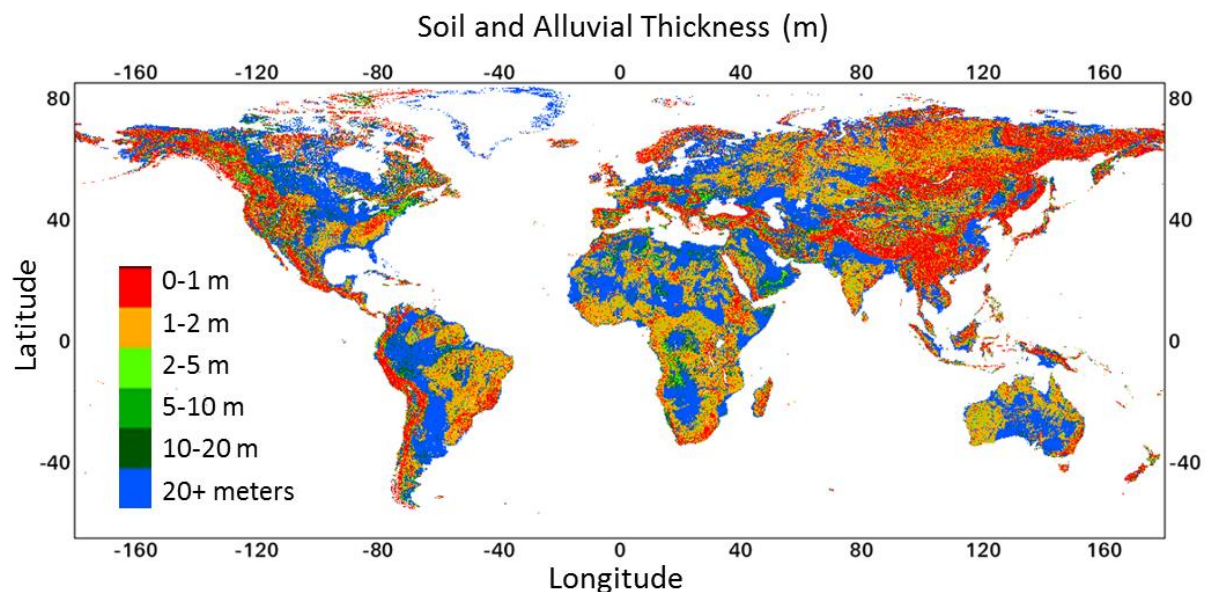 Soil and Alluvial Thickness (m)
-160 -120 -80 -40 0 40 80 120 160
80 80
40 40
0 0
-40 -40
Latitude
0-1 m
1-2 m
2-5 m
5-10 m
10-20 m
20+ meters
-160 -120 -80 -40 0 40 80 120 160
Longitude